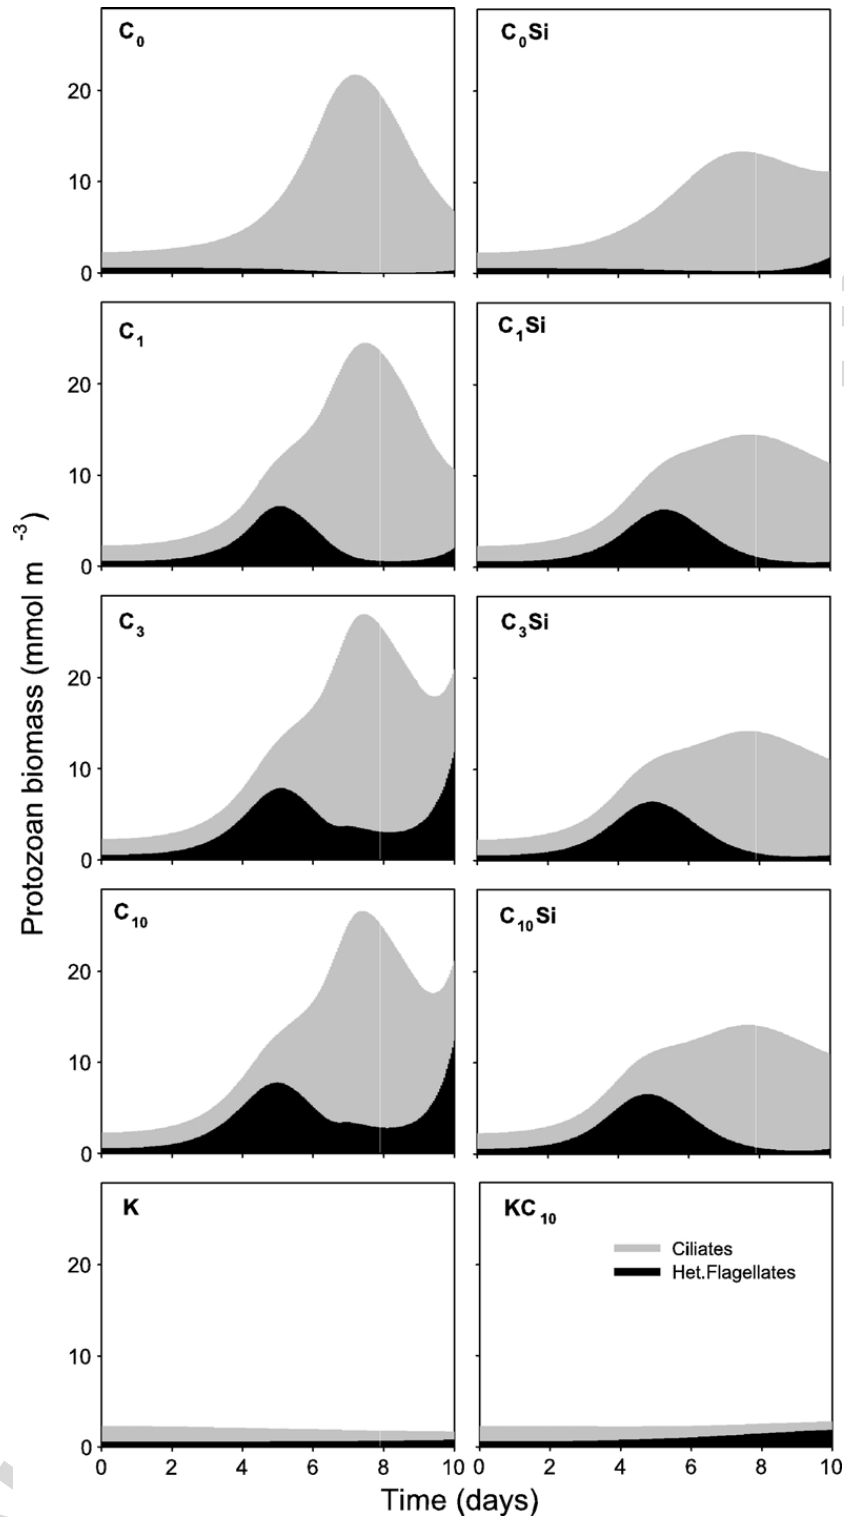 C0
C0Si
20
10
0
C1
C1Si
20
10
0
C3
C3Si
20
10
0
C10
C10Si
20
10
0
K
KC10
Ciliates
Het.Flagellates
20
10
0
0 2 4 6 8 10
0 2 4 6 8 10
Time (days)
Protozoan biomass (mmol m -3)